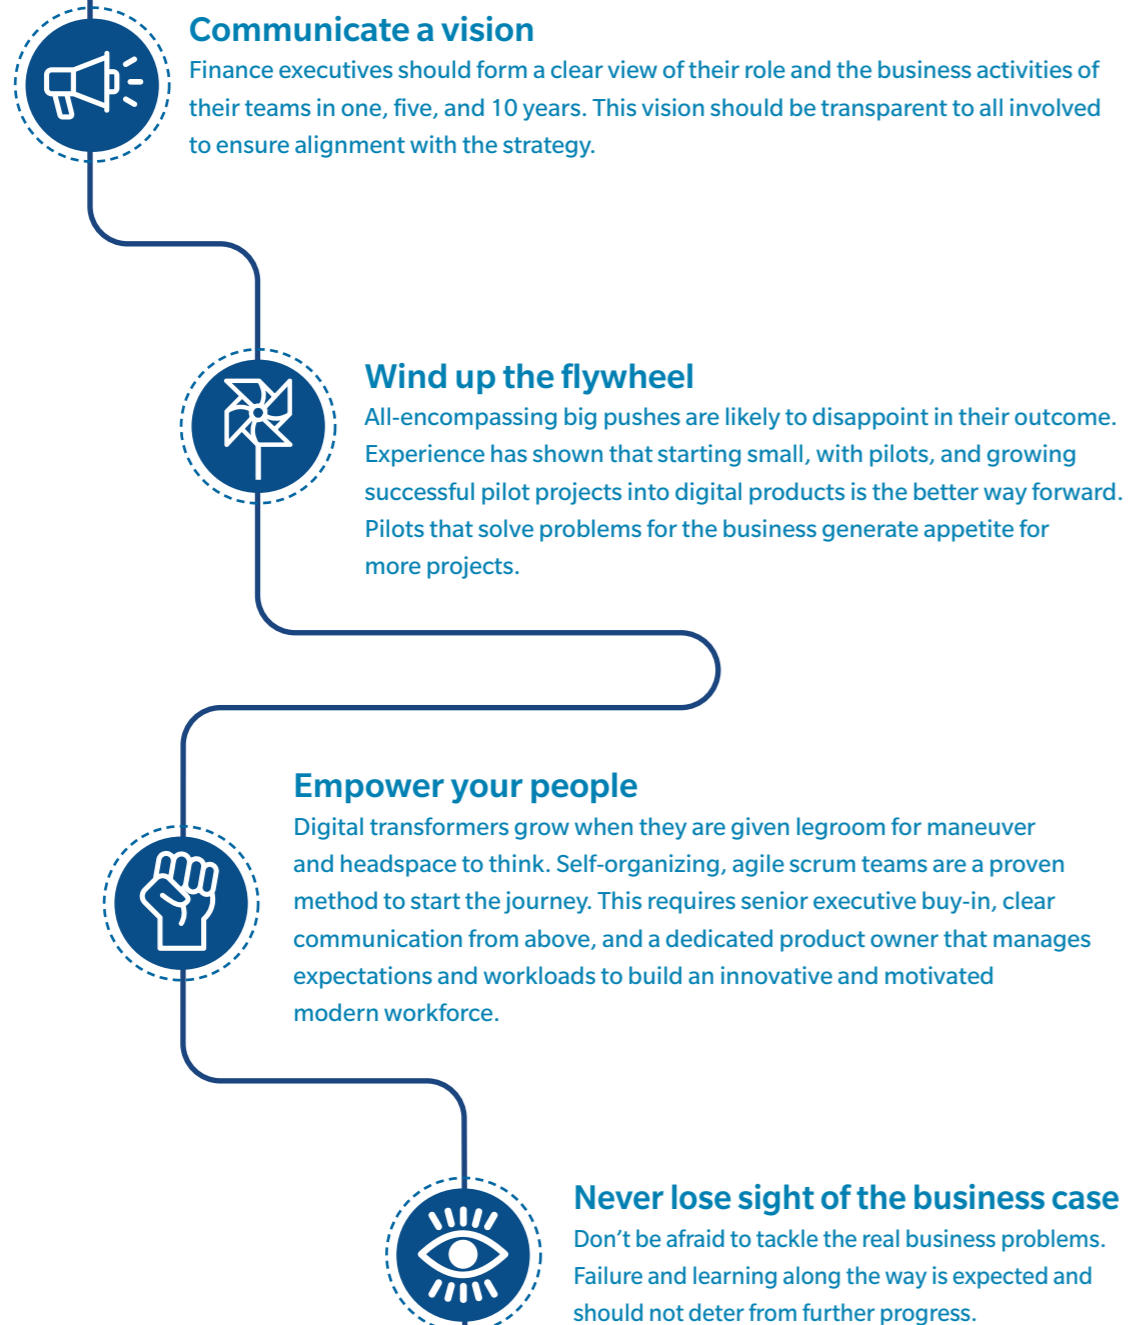 Communicate a vision
Finance executives should form a clear view of their role and the business activities of
their teams in one, five, and 10 years. This vision should be transparent to all involved
to ensure alignment with the strategy.
Wind up the flywheel
All-encompassing big pushes are likely to disappoint in their outcome.
Experience has shown that starting small, with pilots, and growing
successful pilot projects into digital products is the better way forward.
Pilots that solve problems for the business generate appetite for
more projects.
Empower your people
Digital transformers grow when they are given legroom for maneuver
and headspace to think. Self-organizing, agile scrum teams are a proven
method to start the journey. This requires senior executive buy-in, clear
communication from above, and a dedicated product owner that manages
expectations and workloads to build an innovative and motivated
modern workforce.
Never lose sight of the business case
Don’t be afraid to tackle the real business problems.
Failure and learning along the way is expected and
should not deter from further progress.